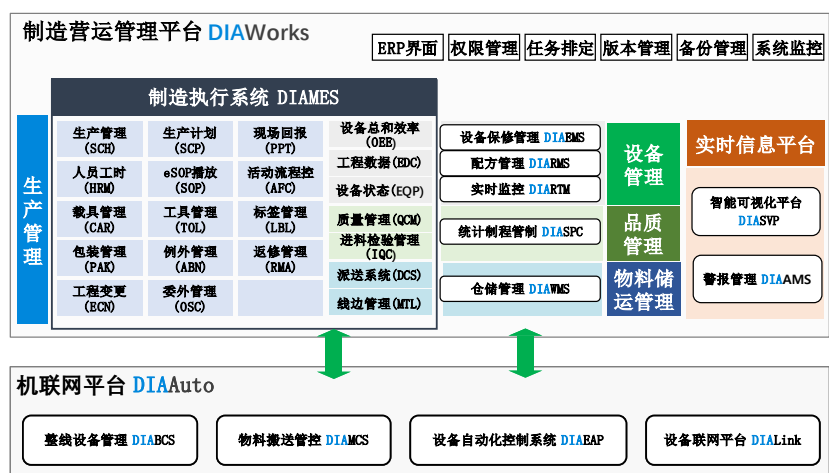 制造营运管理平台 DIAWorks
ERP界面 权限管理 任务排定 版本管理 备份管理 系统监控
制造执行系统 DIAMES
生产管理
生产管理
(SCH)
生产计划
(SCP)
现场回报
(PPT)
人员工时
(HRM)
eSOP播放
(SOP)
活动流程控
(AFC)
载具管理
(CAR)
工具管理
(TOL)
标签管理
(LBL)
包装管理
(PAK)
例外管理
(ABN)
返修管理
(RMA)
工程变更
(ECN)
委外管理
(OSC)
设备总和效率
(OEE)
工程数据(EDC)
设备状态(EQP)
质量管理(QCM)
进料检验管理
(IQC)
派送系统(DCS)
线边管理(MTL)
设备保修管理 DIAEMS
配方管理 DIARMS
实时监控 DIARTM
统计制程管制 DIASPC
仓储管理 DIAWMS
设备
管理
品质
管理
物料储
运管理
实时信息平台
智能可视化平台
DIASVP
警报管理 DIAAMS
机联网平台 DIAAuto
整线设备管理 DIABCS
物料搬送管控 DIAMCS
设备自动化控制系统 DIAEAP
设备联网平台 DIALink